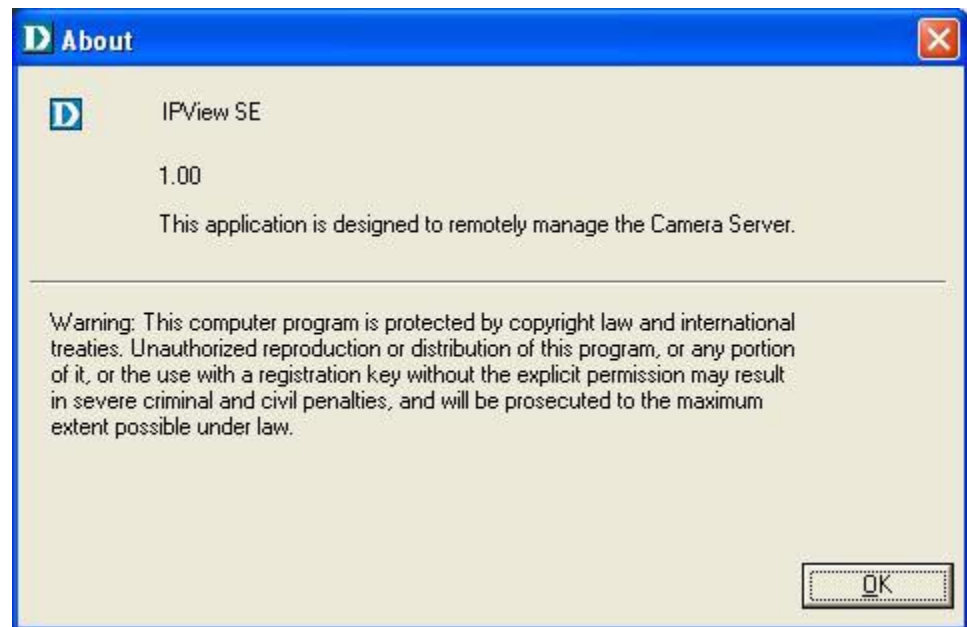 D About
D
IPView SE
1.00
This application is designed to remotely manage the Camera Server.
Warning: This computer program is protected by copyright law and international
treaties. Unauthorized reproduction or distribution of this program, or any portion
of it, or the use with a registration key without the explicit permission may result
in severe criminal and civil penalties, and will be prosecuted to the maximum
extent possible under law.
OK